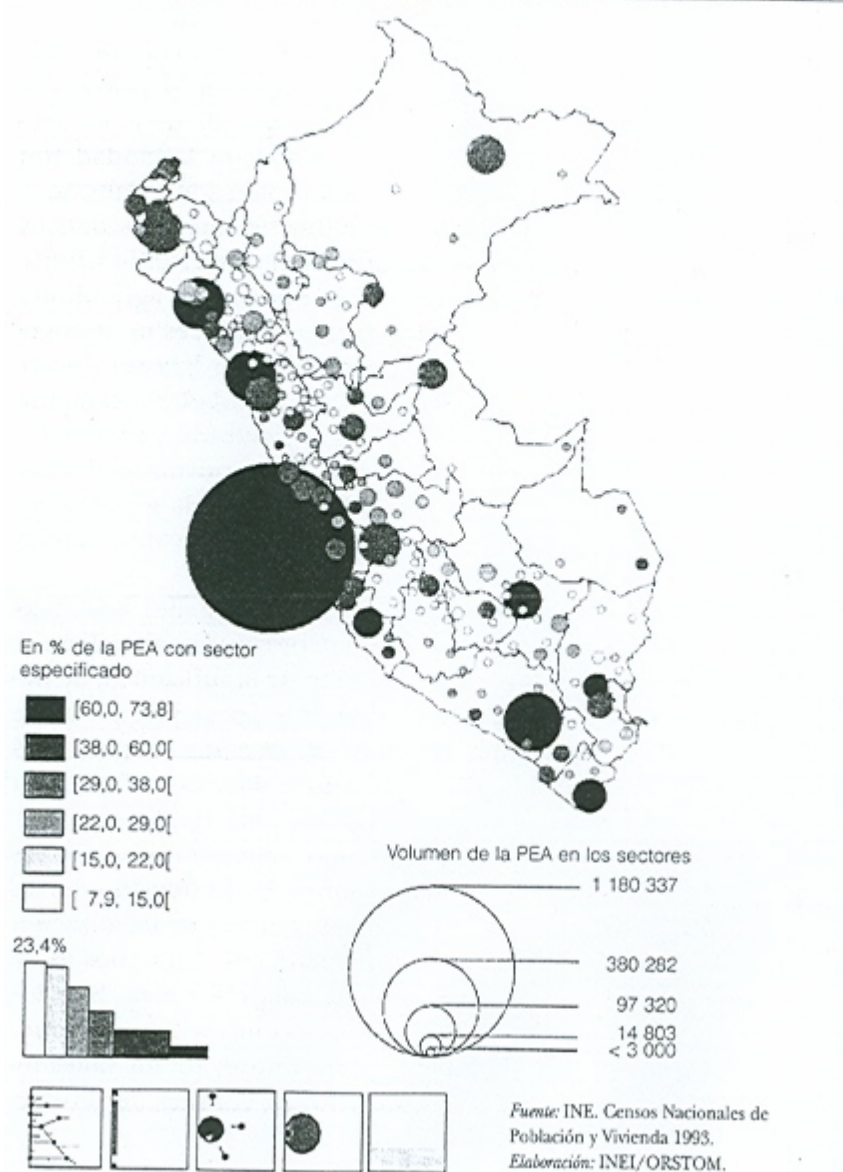 En % de la PEA con sector
especificado
[60,0, 73,8]
[38,0, 60,0[
[29,0, 38,0[
[22,0, 29,0[
[15,0, 22,0[
[ 7,9, 15,0[
23,4%
Volumen de la PEA en los sectores
1 180 337
380 282
97 320
14 803
< 3 000
Fuente: INE. Censos Nacionales de
Población y Vivienda 1993.
Elaboración: INEI/ORSTOM.